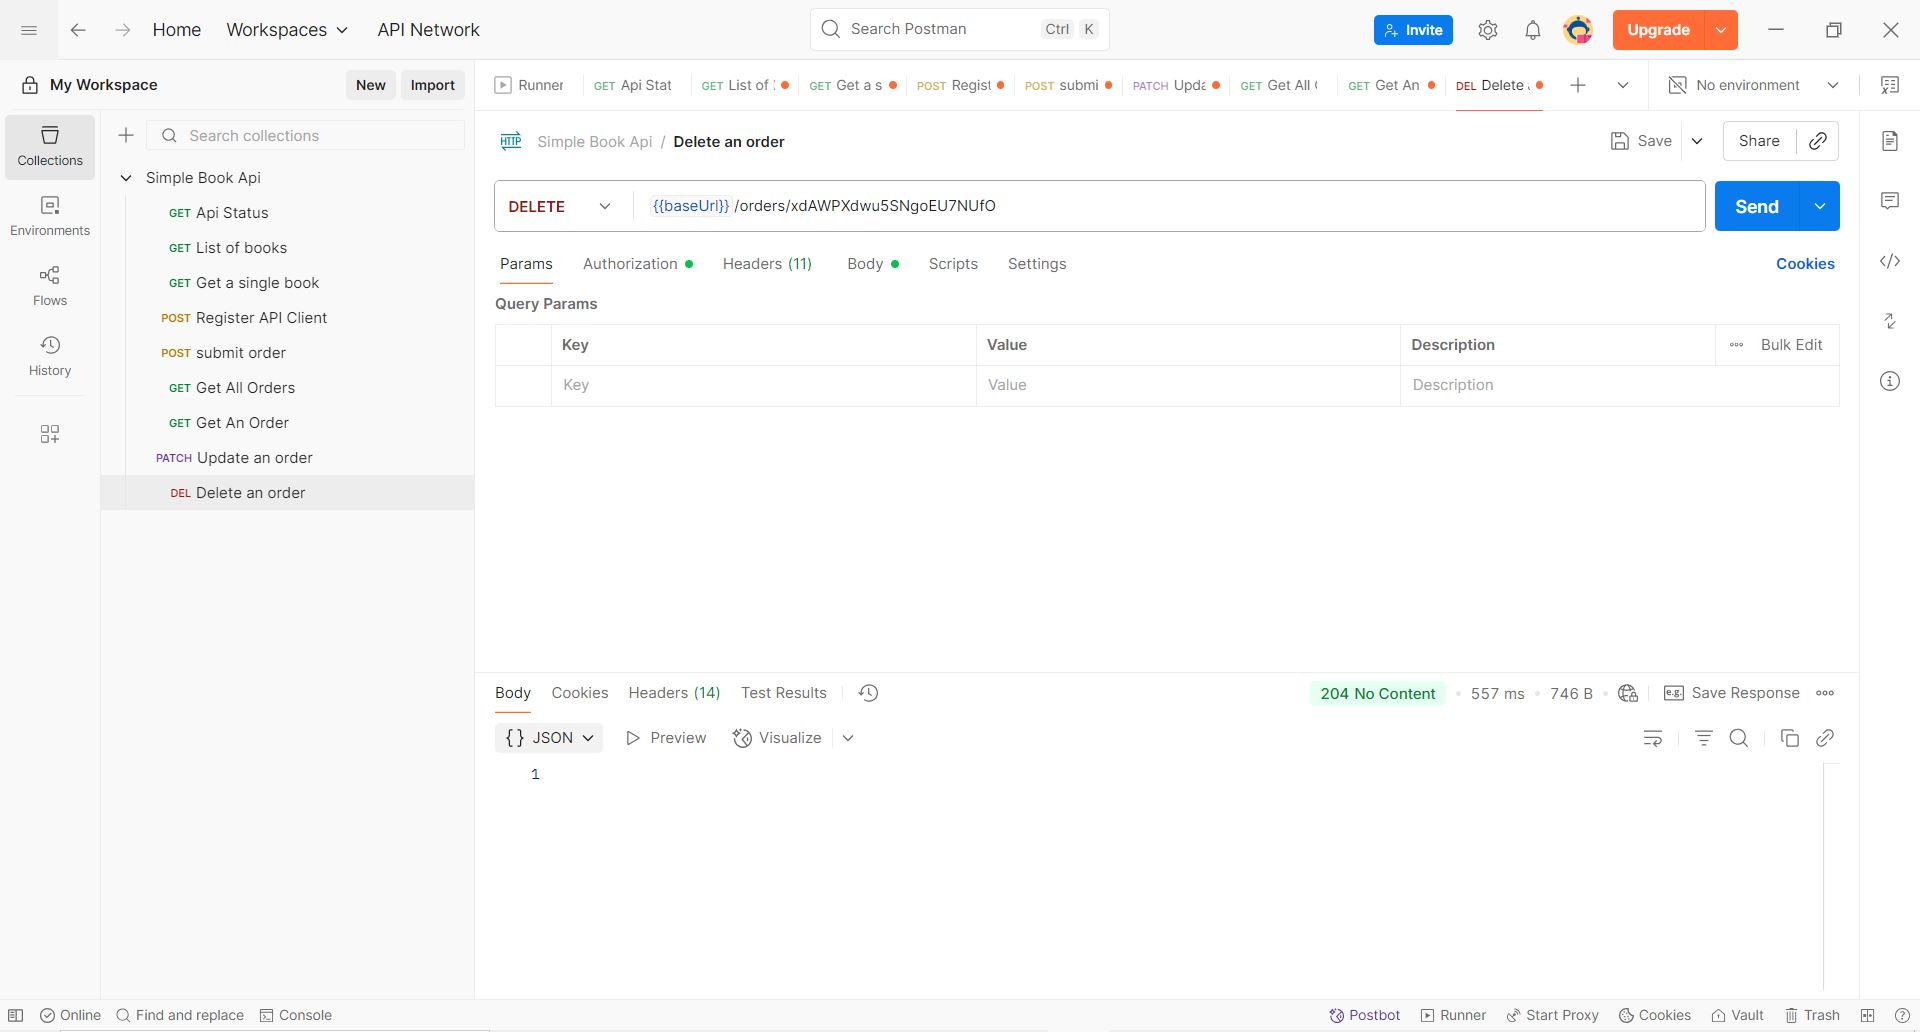 Home Workspaces API Network Search Postman Ctrl K Invite Upgrade
My Workspace New Import
Runner GET Api Stat GET List of GET Get a s POST Regist POST submi PATCH Upda GET All GET Get An DEL Delete No environment
Collections
Environments
Flows
History
Search collections
Simple Book Api
GET Api Status
GET List of books
GET Get a single book
POST Register API Client
POST submit order
GET Get All Orders
GET Get An Order
PATCH Update an order
DEL Delete an order
HTTP Simple Book Api / Delete an order Save Share
DELETE {{baseUrl}}/orders/xdAWPXdwu5SNgoEU7NUfO Send
Params Authorization Headers (11) Body Scripts Settings Cookies
Query Params
Key Value Description Bulk Edit
Key Value Description
Body Cookies Headers (14) Test Results 204 No Content 557 ms 746 B e.g. Save Response
{} JSON Preview Visualize
1
Online Find and replace Console Postbot Runner Start Proxy Cookies Vault Trash